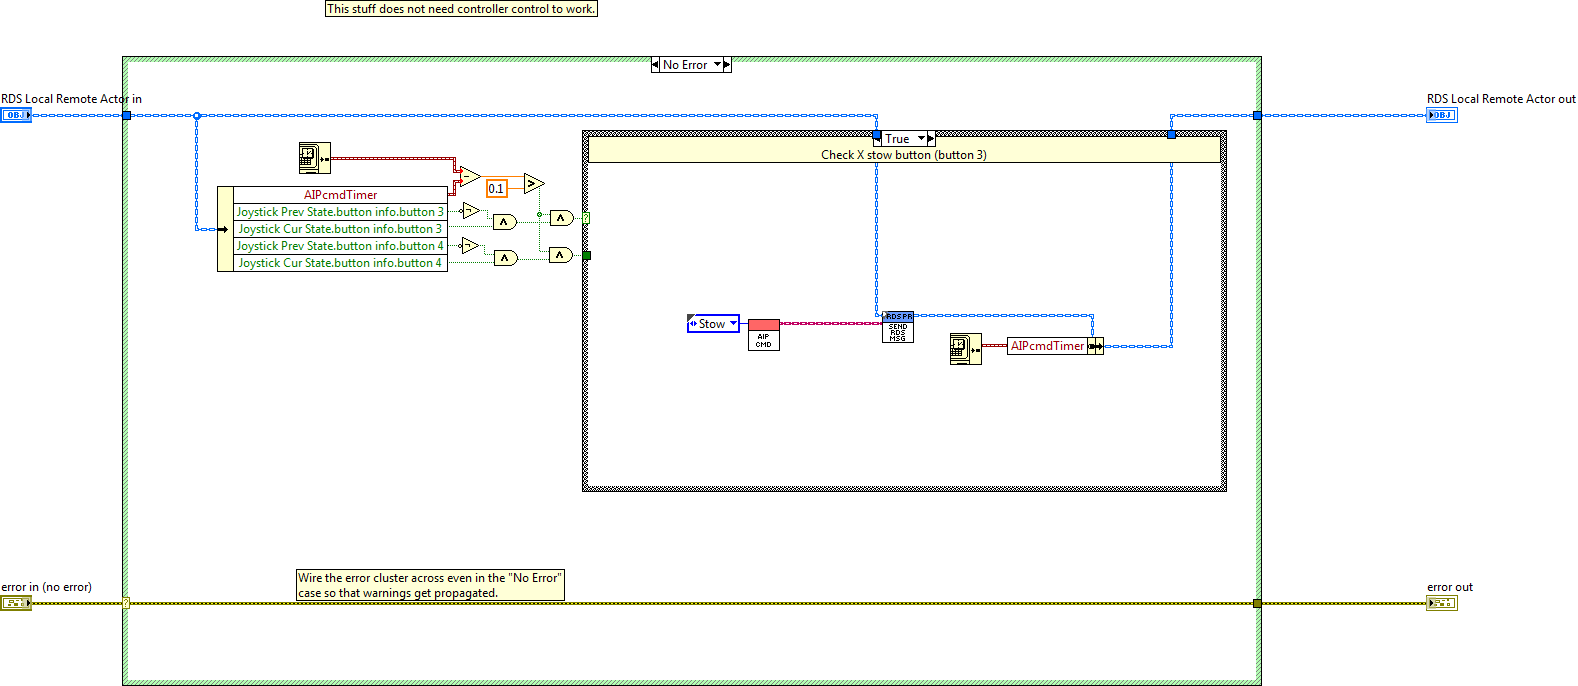 This stuff does not need controller control to work.
No Error
RDS Local Remote Actor in
OBJ
RDS Local Remote Actor out
OBJ
True
Check X stow button (button 3)
AIPcmdTimer
Joystick Prev State.button info.button 3
Joystick Cur State.button info.button 3
Joystick Prev State.button info.button 4
Joystick Cur State.button info.button 4
0.1
?
Stow
AIP
CMD
RDS PR
SEND
RDS
MSG
AIPcmdTimer
Wire the error cluster across even in the "No Error"
case so that warnings get propagated.
error in (no error)
?
error out